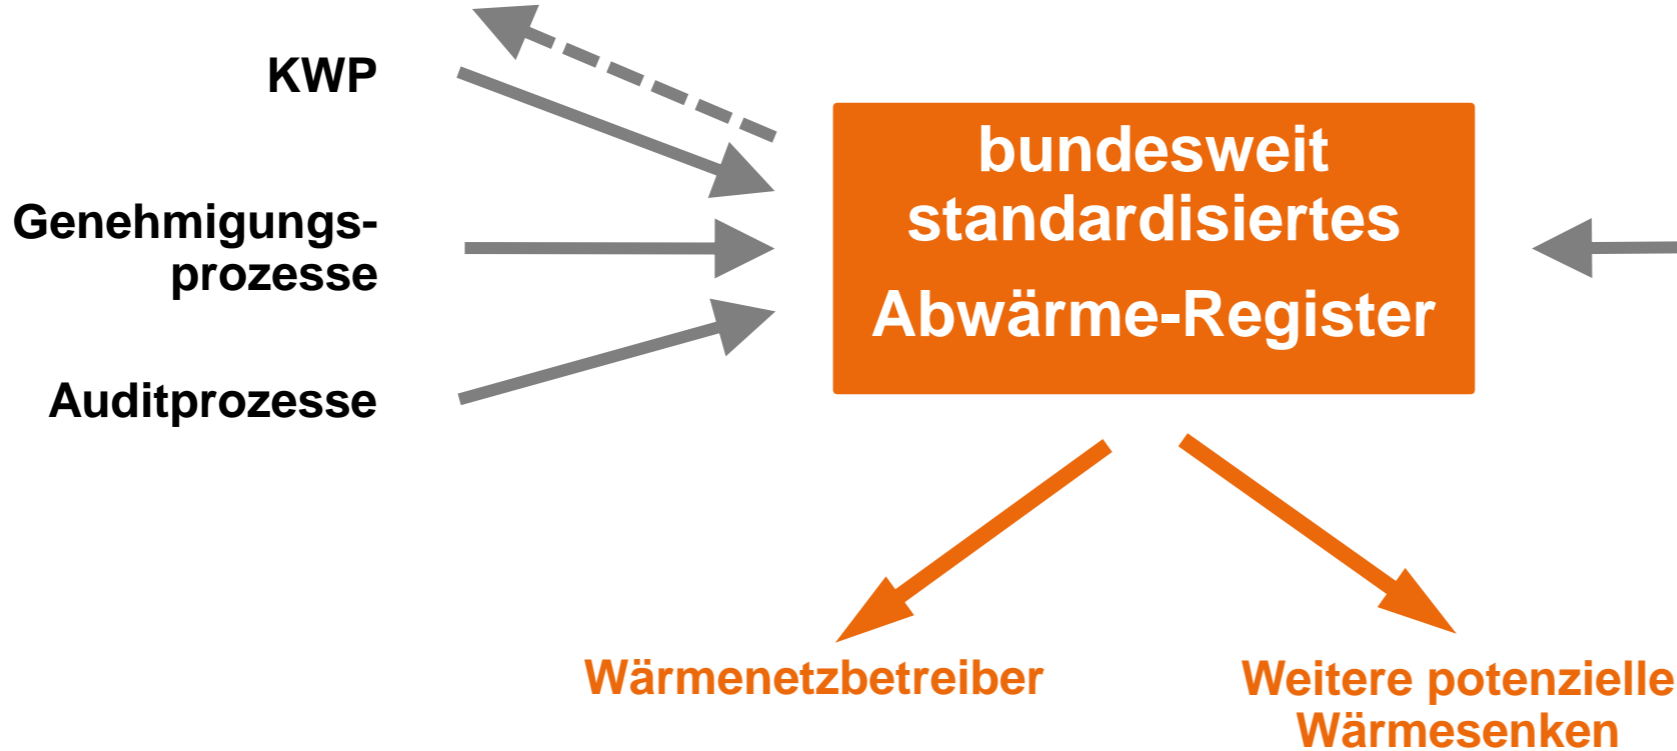 KWP
Genehmigungs-
prozesse
Auditprozesse
bundesweit
standardisiertes
Abwärme-Register
Wärmenetzbetreiber
Weitere potenzielle
Wärmesenken